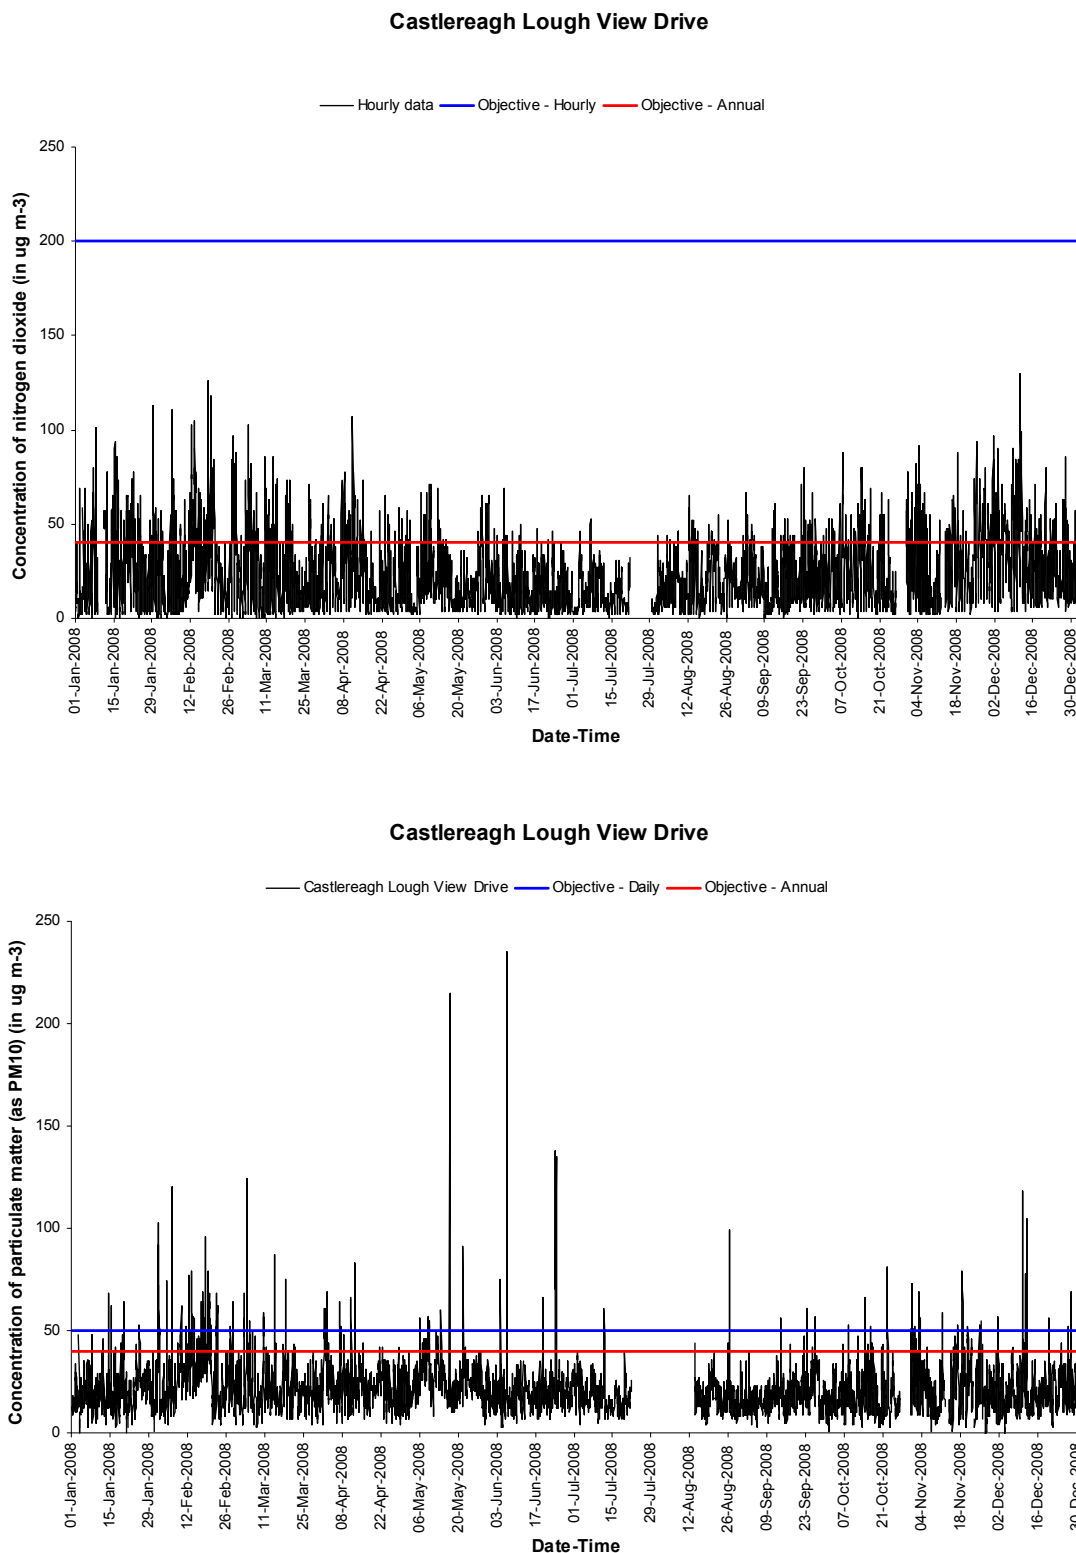 Castlereagh Lough View Drive
Hourly data Objective - Hourly Objective - Annual
Concentration of nitrogen dioxide (in ug m-3)
250
200
150
100
50
0
01-Jan-2008 15-Jan-2008 29-Jan-2008 12-Feb-2008 26-Feb-2008 11-Mar-2008 25-Mar-2008 08-Apr-2008 22-Apr-2008 06-May-2008 20-May-2008 03-Jun-2008 17-Jun-2008 01-Jul-2008 15-Jul-2008 29-Jul-2008 12-Aug-2008 26-Aug-2008 09-Sep-2008 23-Sep-2008 07-Oct-2008 21-Oct-2008 04-Nov-2008 18-Nov-2008 02-Dec-2008 16-Dec-2008 30-Dec-2008
Date-Time
Castlereagh Lough View Drive
Castlereagh Lough View Drive Objective - Daily Objective - Annual
Concentration of particulate matter (as PM10) (in ug m-3)
250
200
150
100
50
0
01-Jan-2008 15-Jan-2008 29-Jan-2008 12-Feb-2008 26-Feb-2008 11-Mar-2008 25-Mar-2008 08-Apr-2008 22-Apr-2008 06-May-2008 20-May-2008 03-Jun-2008 17-Jun-2008 01-Jul-2008 15-Jul-2008 29-Jul-2008 12-Aug-2008 26-Aug-2008 09-Sep-2008 23-Sep-2008 07-Oct-2008 21-Oct-2008 04-Nov-2008 18-Nov-2008 02-Dec-2008 16-Dec-2008 30-Dec-2008
Date-Time